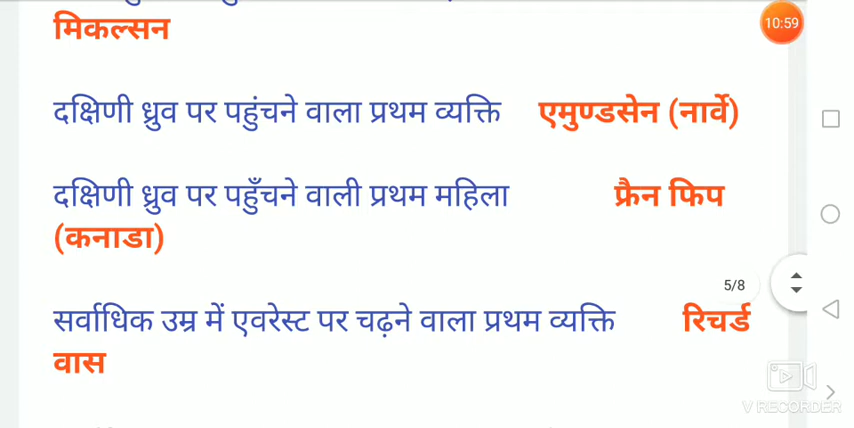 मिकल्सन
10:59
दक्षिणी ध्रुव पर पहुंचने वाला प्रथम व्यक्ति एमुण्डसेन (नार्वे)
दक्षिणी ध्रुव पर पहुँचने वाली प्रथम महिला फ्रैन फिप
(कनाडा)
5/8
सर्वाधिक उम्र में एवरेस्ट पर चढ़ने वाला प्रथम व्यक्ति रिचर्ड
वास
V RECORDER